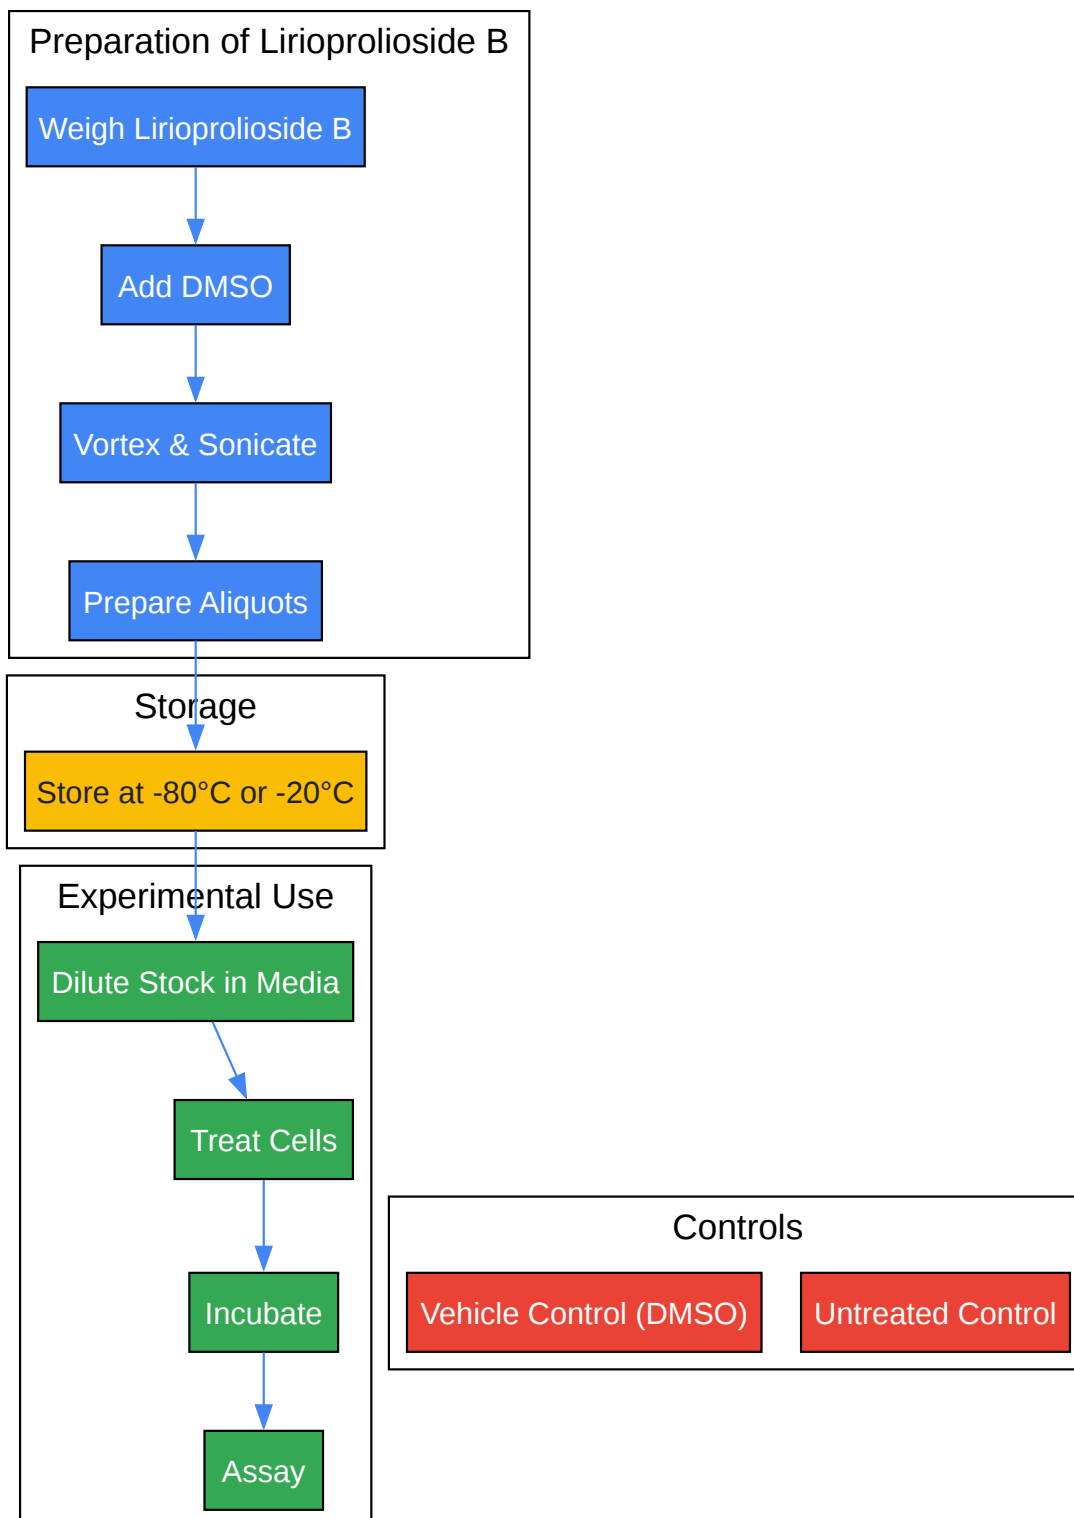 Preparation of Lirioprolioside B
Weigh Lirioprolioside B
Add DMSO
Vortex & Sonicate
Prepare Aliquots
Storage
Store at -80°C or -20°C
Experimental Use
Dilute Stock in Media
Treat Cells
Controls
Incubate
Vehicle Control (DMSO)
Untreated Control
Assay